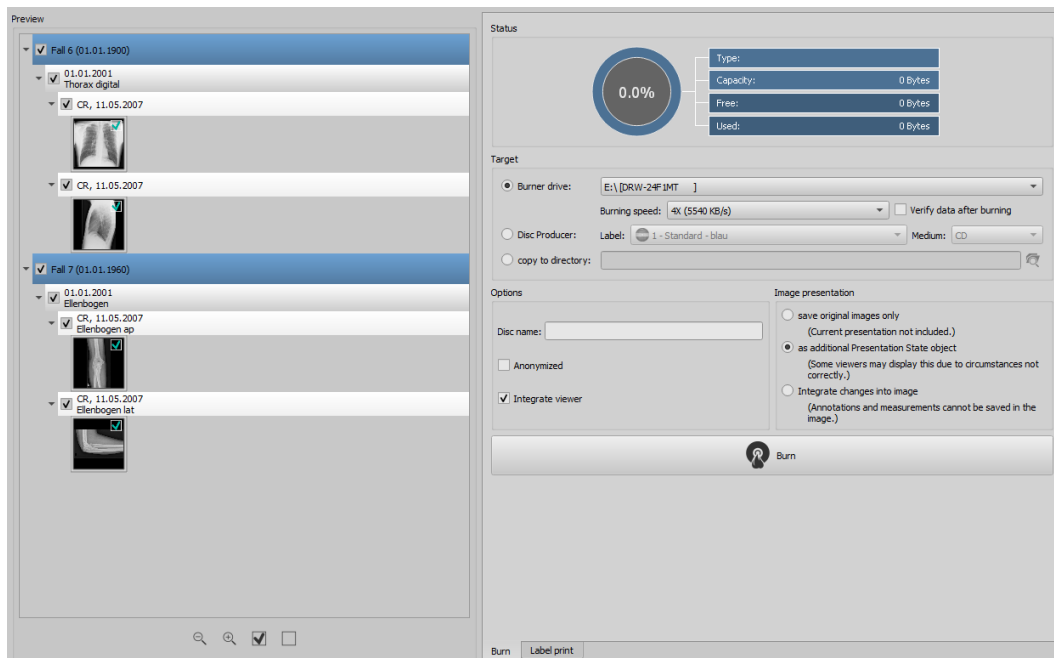 Preview
Fall 6 (01.01.1900)
01.01.2001
Thorax digital
CR, 11.05.2007
CR, 11.05.2007
Fall 7 (01.01.1960)
01.01.2001
Ellenbogen
CR, 11.05.2007
Ellenbogen ap
CR, 11.05.2007
Ellenbogen lat
Status
0.0%
Type:
Capacity: 0 Bytes
Free: 0 Bytes
Used: 0 Bytes
Target
Burner drive: E:\ [DRW-24F1MT ]
Burning speed: 4X (5540 KB/s) Verify data after burning
Disc Producer: Label: 1 - Standard - blau Medium: CD
copy to directory:
Options
Disc name:
Anonymized
Integrate viewer
Image presentation
save original images only
(Current presentation not included.)
as additional Presentation State object
(Some viewers may display this due to circumstances not
correctly.)
Integrate changes into image
(Annotations and measurements cannot be saved in the
image.)
Burn
Burn Label print